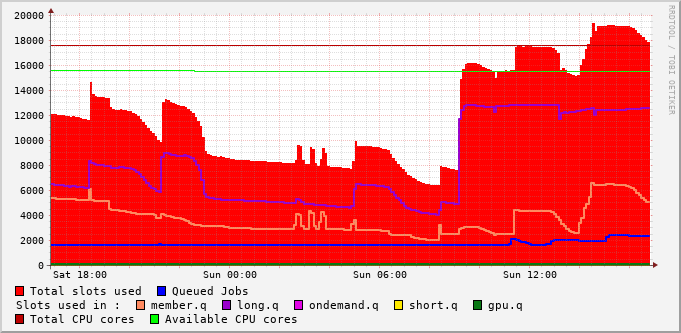 20000
18000
16000
14000
12000
10000
8000
6000
4000
2000
0
Sat 18:00 Sun 00:00 Sun 06:00 Sun 12:00
Total slots used Queued Jobs
Slots used in : member.q long.q ondemand.q short.q gpu.q
Total CPU cores Available CPU cores
RRDTOOL / TOBI OETIKER